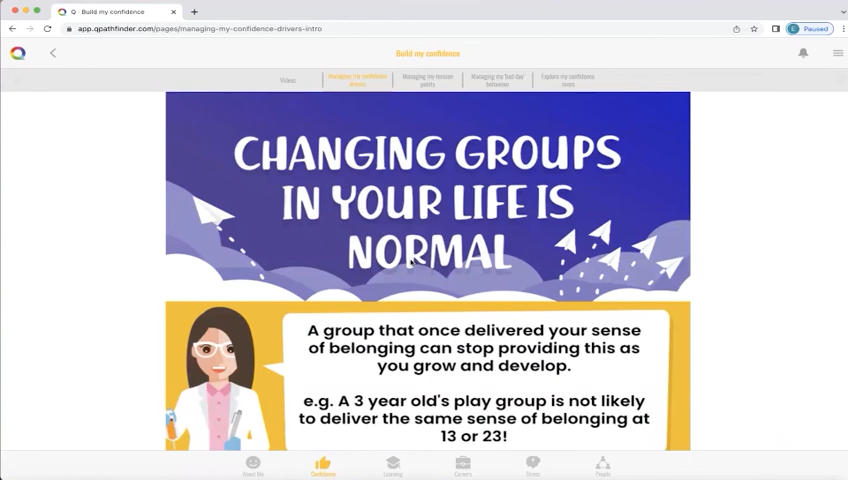 Q - Build my confidence
app.qpathfinder.com/pages/managing-my-confidence-drivers-intro
E
Paused
Build my confidence
Videos
Managing my confidence
drivers
Managing my tension
points
Managing my 'bad day'
behaviour
Explore my confidence
zones
CHANGING GROUPS
IN YOUR LIFE IS
NORMAL
A group that once delivered your sense
of belonging can stop providing this as
you grow and develop.
e.g. A 3 year old's play group is not likely
to deliver the same sense of belonging at
13 or 23!
About Me
Confidence
Learning
Careers
Stress
People